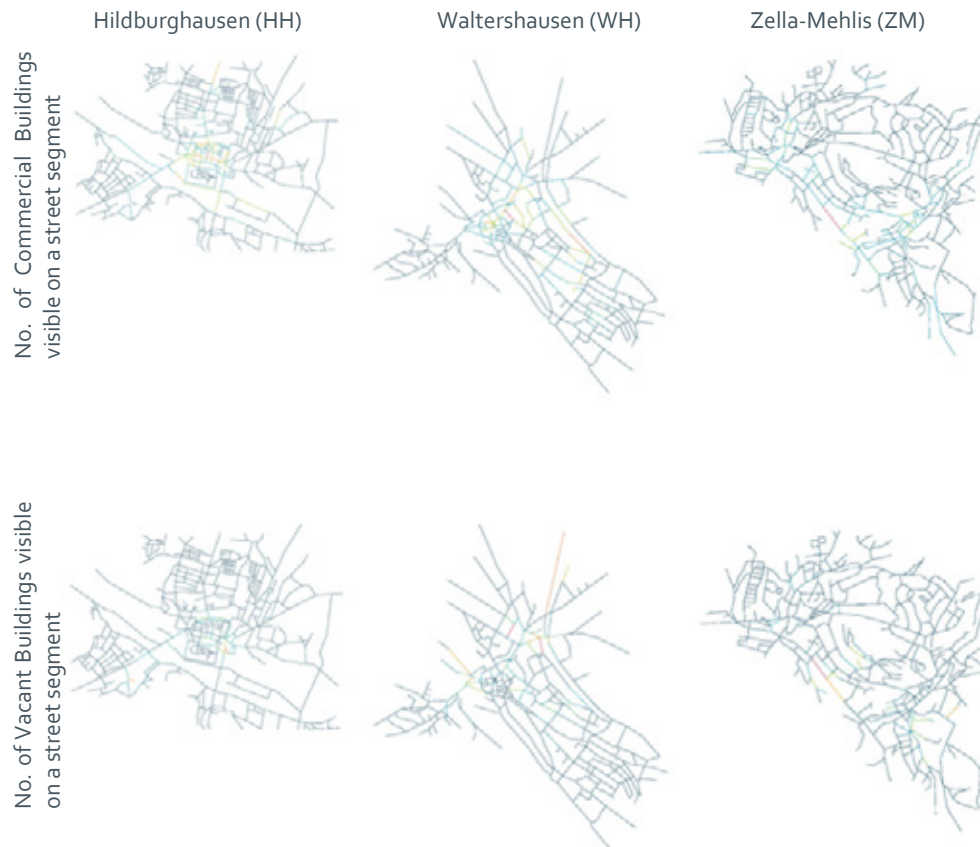 Hildburghausen (HH)
Waltershausen (WH)
Zella-Mehlis (ZM)
No. of Commercial Buildings
visible on a street segment
No. of Vacant Buildings visible
on a street segment